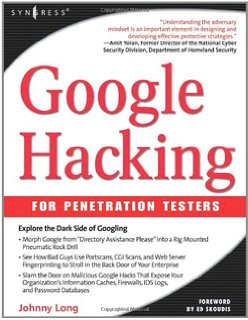 SYNGRESS®
"Understanding the adversary
mindset is an important element in designing
and developing effective protective strategies."
—Amit Yoran, Former Director of the National Cyber
Security Division, Department of Homeland Security
Google
Hacking
FOR PENETRATION TESTERS
Explore the Dark Side of Googling
• Morph Google from "Directory Assistance Please" into a Rig Mounted
Pneumatic Rock Drill
• See How Bad Guys Use Portscans, CGI Scans, and Web Server
Fingerprinting to Stroll in the Back Door of Your Enterprise
• Slam the Door on Malicious Google Hacks That Expose Your
Organization's Information Caches, Firewalls, IDS Logs,
and Password Databases
Johnny Long
FOREWORD
BY ED SKOUDIS